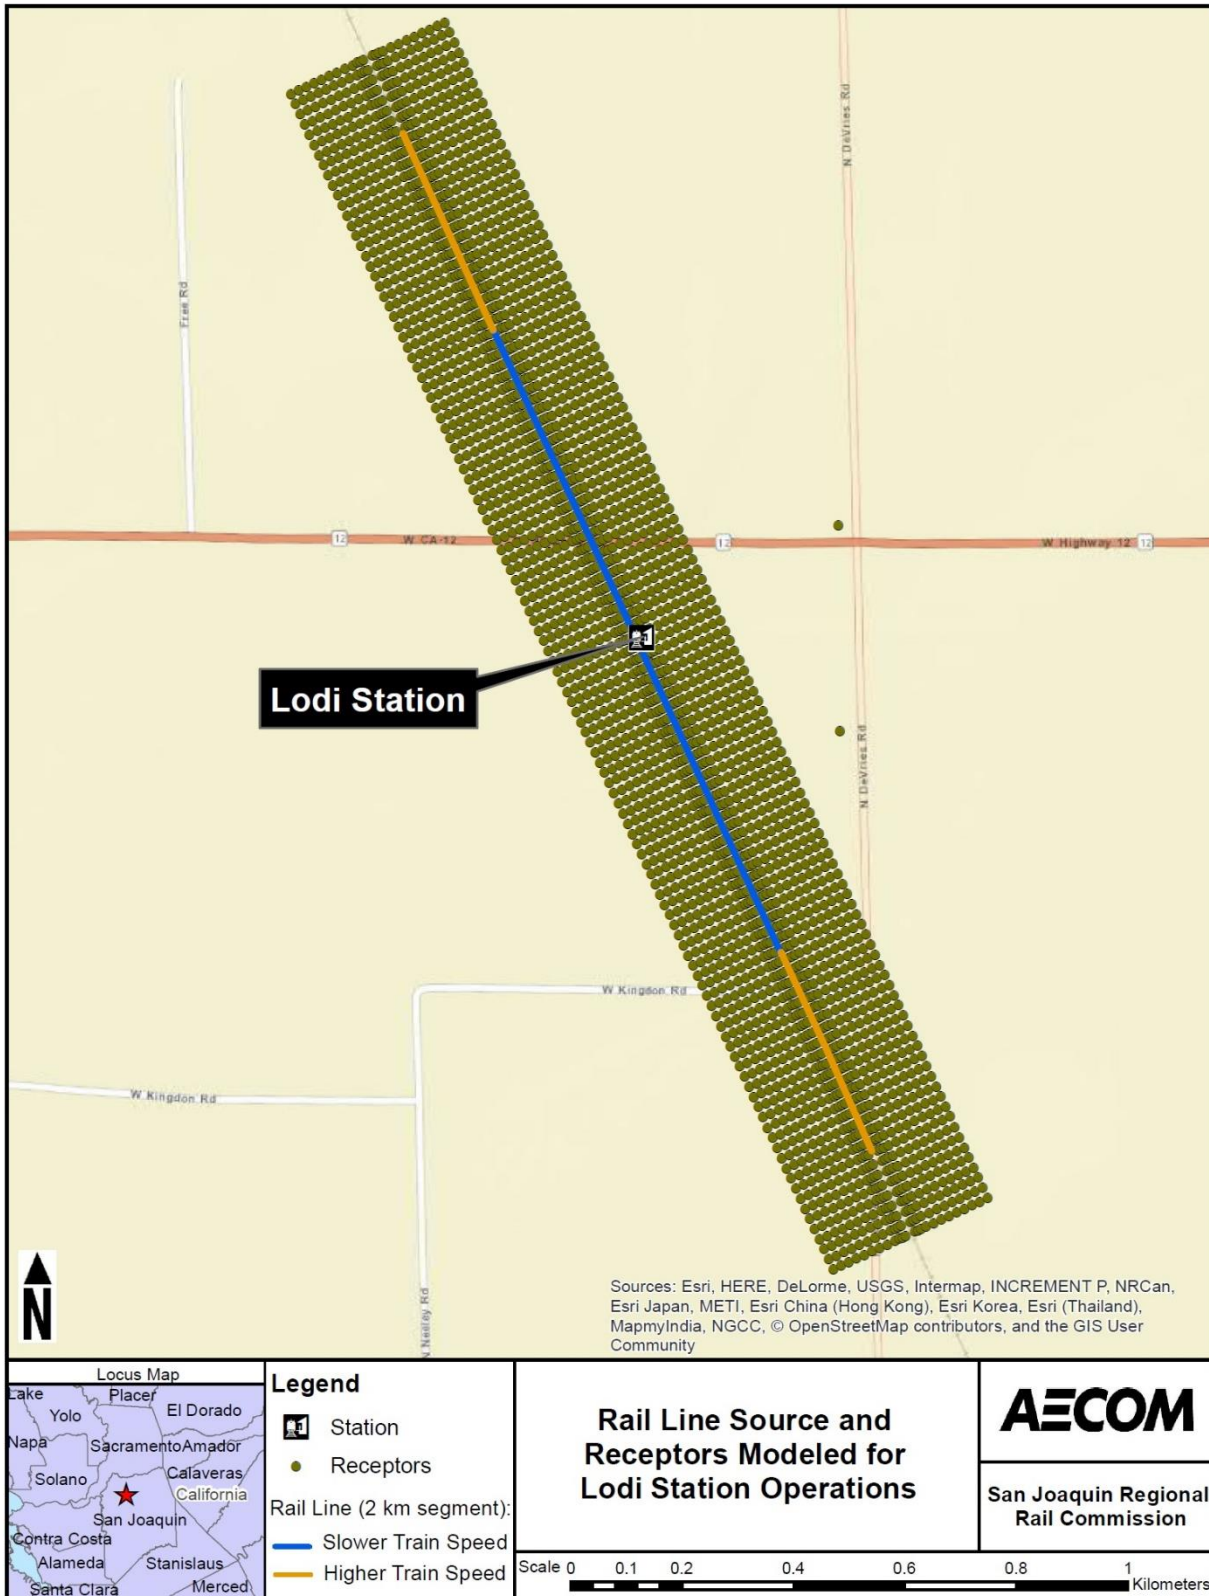 N DeVries Rd
Free Rd
12
W CA-12
12
W Highway 12
12
Lodi Station
N DeVries Rd
W Kingdon Rd
W Kingdon Rd
N Neeley Rd
N
Sources: Esri, HERE, DeLorme, USGS, Intermap, INCREMENT P, NRCan,
Esri Japan, METI, Esri China (Hong Kong), Esri Korea, Esri (Thailand),
MapmyIndia, NGCC, © OpenStreetMap contributors, and the GIS User
Community
Locus Map
Lake
Placer
Yolo
El Dorado
Napa
Sacramento
Amador
Solano
Calaveras
California
San Joaquin
Contra Costa
Alameda
Stanislaus
Santa Clara
Merced
Legend
Station
Receptors
Rail Line (2 km segment):
Slower Train Speed
Higher Train Speed
Rail Line Source and
Receptors Modeled for
Lodi Station Operations
AECOM
San Joaquin Regional
Rail Commission
Scale 0 0.1 0.2 0.4 0.6 0.8 1
Kilometers